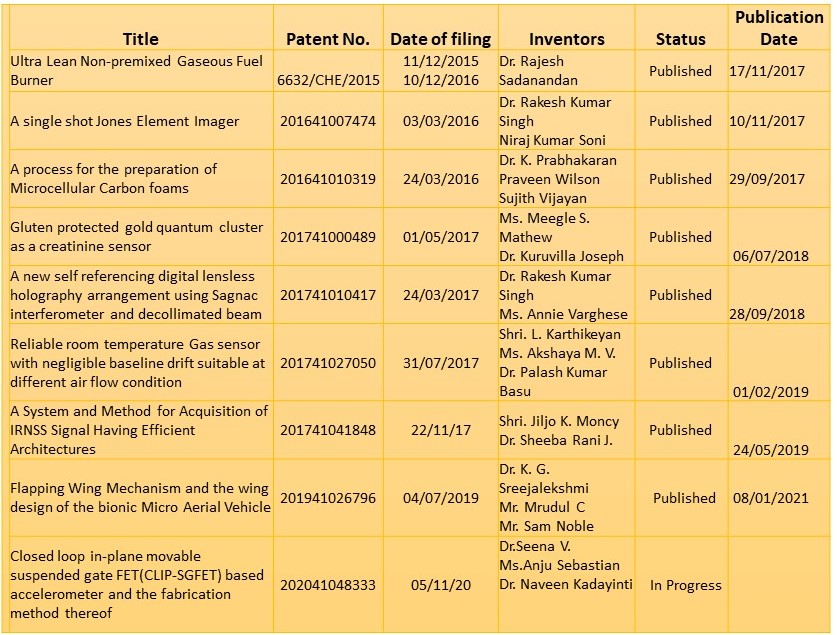 Title Patent No. Date of filing Inventors Status Publication Date
Ultra Lean Non-premixed Gaseous Fuel
Burner
6632/CHE/2015
11/12/2015
10/12/2016
Dr. Rajesh
Sadanandan
Published
17/11/2017
A single shot Jones Element Imager
201641007474
03/03/2016
Dr. Rakesh Kumar
Singh
Niraj Kumar Soni
Published
10/11/2017
A process for the preparation of
Microcellular Carbon foams
201641010319
24/03/2016
Dr. K. Prabhakaran
Praveen Wilson
Sujith Vijayan
Published
29/09/2017
Gluten protected gold quantum cluster
as a creatinine sensor
201741000489
01/05/2017
Ms. Meegle S.
Mathew
Dr. Kuruvilla Joseph
Published
06/07/2018
A new self referencing digital lensless
holography arrangement using Sagnac
interferometer and decollimated beam
201741010417
24/03/2017
Dr. Rakesh Kumar
Singh
Ms. Annie Varghese
Published
28/09/2018
Reliable room temperature Gas sensor
with negligible baseline drift suitable at
different air flow condition
201741027050
31/07/2017
Shri. L. Karthikeyan
Ms. Akshaya M. V.
Dr. Palash Kumar
Basu
Published
01/02/2019
A System and Method for Acquisition of
IRNSS Signal Having Efficient
Architectures
201741041848
22/11/17
Shri. Jiljo K. Moncy
Dr. Sheeba Rani J.
Published
24/05/2019
Flapping Wing Mechanism and the wing
design of the bionic Micro Aerial Vehicle
201941026796
04/07/2019
Dr. K. G.
Sreejalekshmi
Mr. Mrudul C
Mr. Sam Noble
Published
08/01/2021
Closed loop in-plane movable
suspended gate FET(CLIP-SGFET) based
accelerometer and the fabrication
method thereof
202041048333
05/11/20
Dr.Seena V.
Ms.Anju Sebastian
Dr. Naveen Kadayinti
In Progress